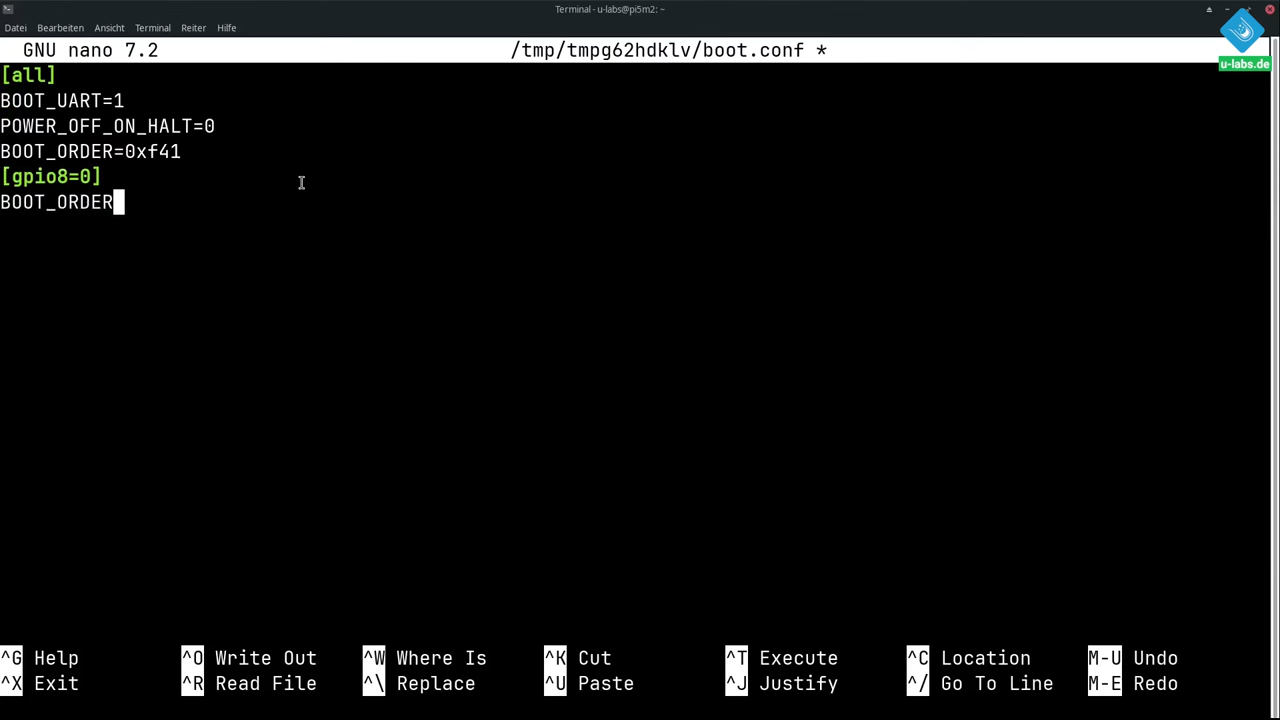 Terminal - u-labs@pi5m2: ~
Datei Bearbeiten Ansicht Terminal Reiter Hilfe
u-labs.de
GNU nano 7.2 /tmp/tmpg62hdklv/boot.conf *
[all]
BOOT_UART=1
POWER_OFF_ON_HALT=0
BOOT_ORDER=0xf41
[gpio8=0]
BOOT_ORDER
^G Help ^O Write Out ^W Where Is ^K Cut ^T Execute ^C Location M-U Undo
^X Exit ^R Read File ^\ Replace ^U Paste ^J Justify ^/ Go To Line M-E Redo